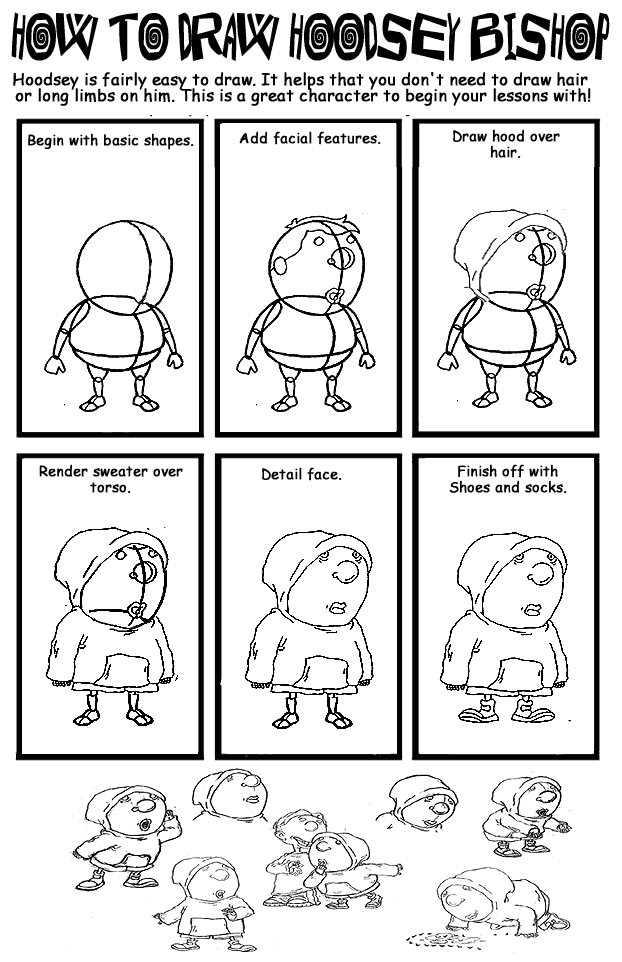 HOW TO DRAW HOODSEY BISHOP
Hoodsey is fairly easy to draw. It helps that you don't need to draw hair
or long limbs on him. This is a great character to begin your lessons with!
Begin with basic shapes.
Add facial features.
Draw hood over
hair.
Render sweater over
torso.
Detail face.
Finish off with
Shoes and socks.